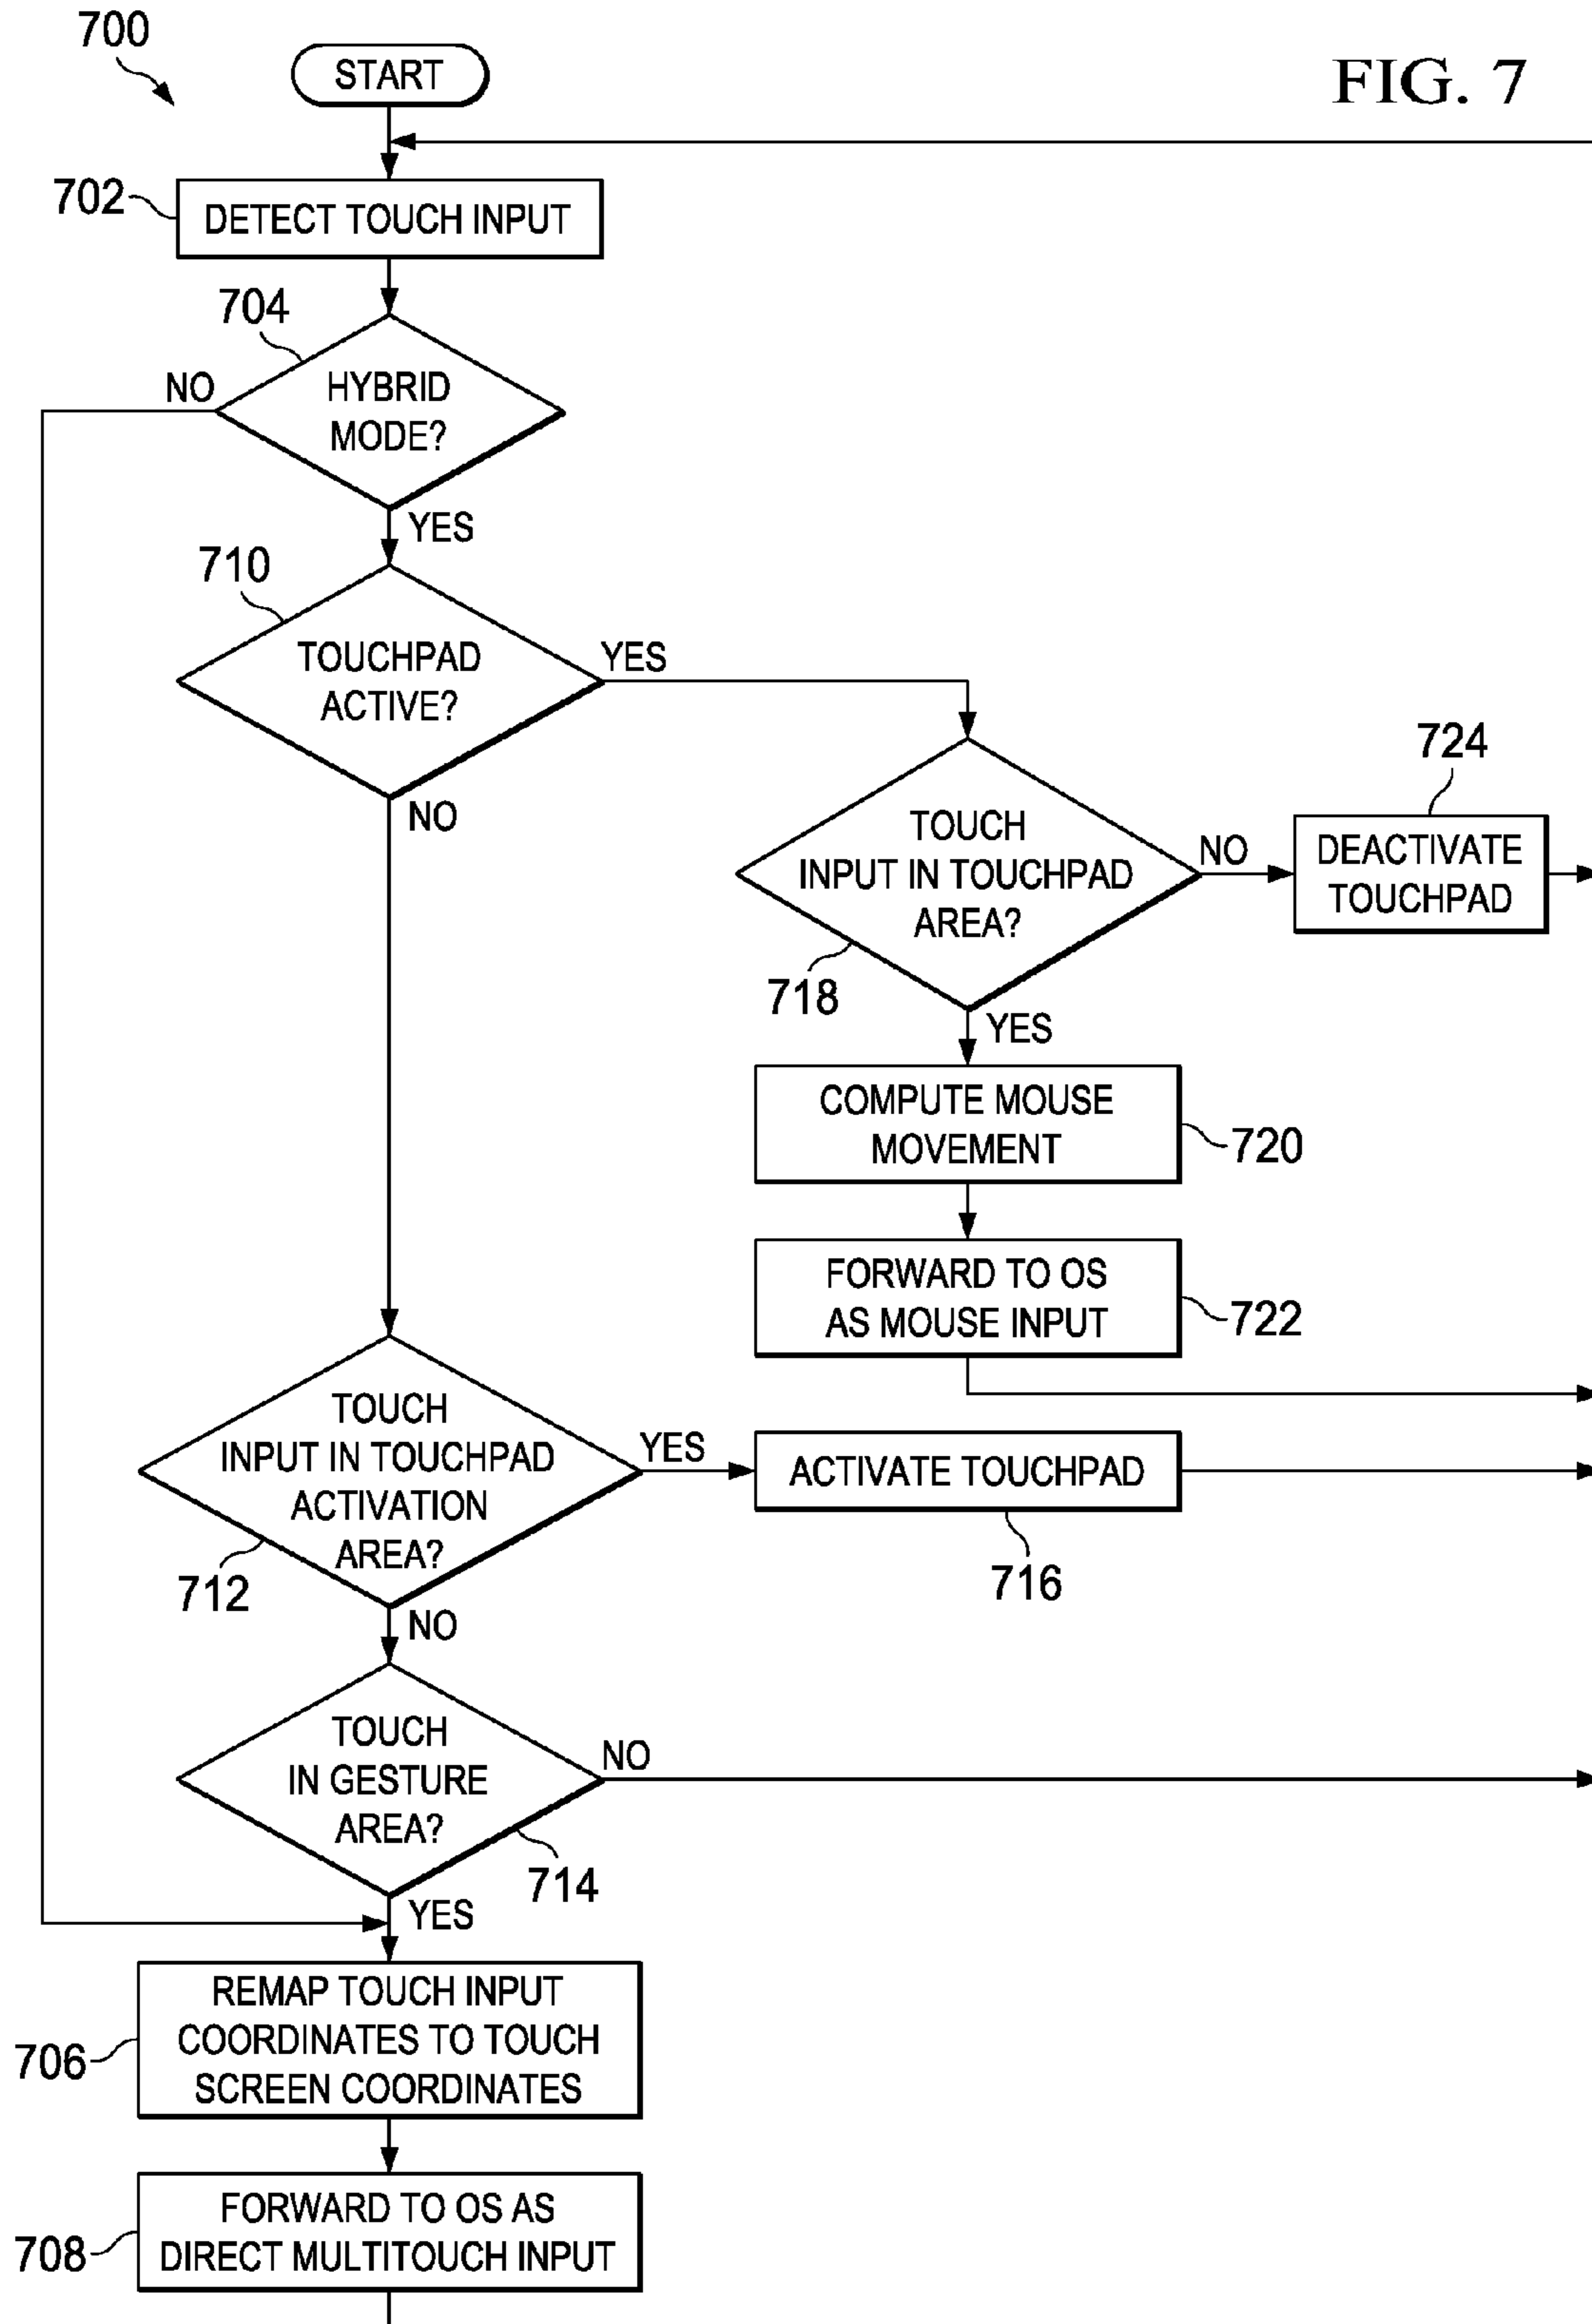 700
START
FIG. 7
702
DETECT TOUCH INPUT
704
NO
HYBRID
MODE?
YES
710
TOUCHPAD
ACTIVE?
YES
NO
724
TOUCH
INPUT IN TOUCHPAD
AREA?
NO
DEACTIVATE
TOUCHPAD
718
YES
COMPUTE MOUSE
MOVEMENT
720
FORWARD TO OS
AS MOUSE INPUT
722
TOUCH
INPUT IN TOUCHPAD
ACTIVATION
AREA?
YES
ACTIVATE TOUCHPAD
712
716
NO
TOUCH
IN GESTURE
AREA?
NO
714
YES
REMAP TOUCH INPUT
COORDINATES TO TOUCH
SCREEN COORDINATES
706
FORWARD TO OS AS
DIRECT MULTITOUCH INPUT
708